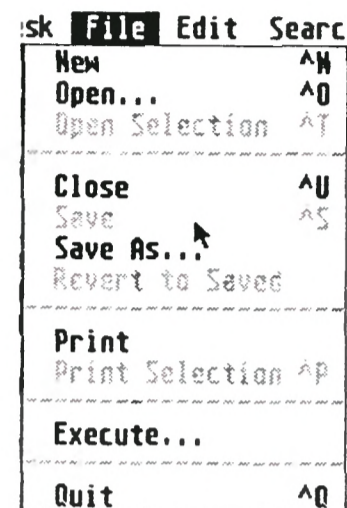 sk File Edit Searc
New ^N
Open... ^O
Open Selection ^T
Close ^U
Save ^S
Save As...
Revert to Saved
Print
Print Selection ^P
Execute...
Quit ^Q